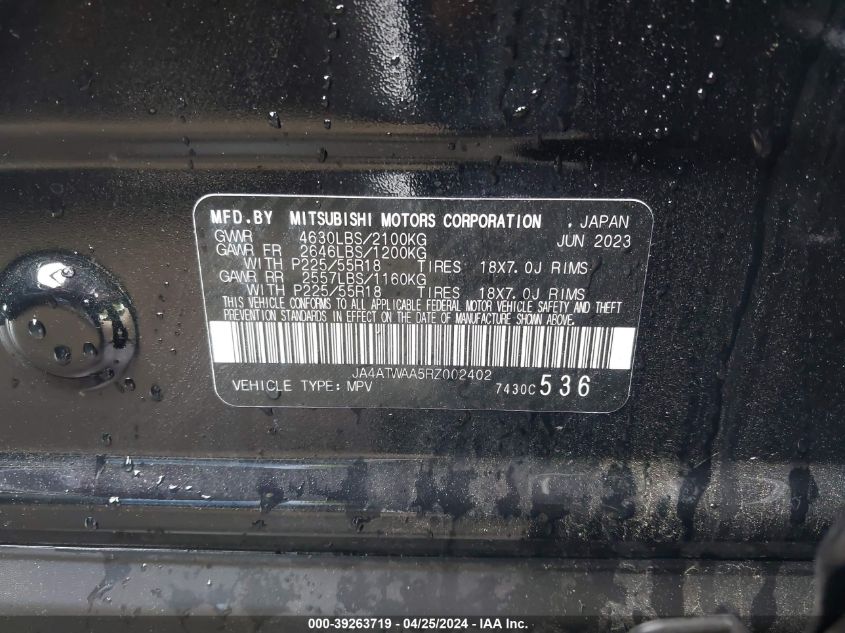 MFD.BY MITSUBISHI MOTORS CORPORATION , JAPAN
GVWR 4630LBS/2100KG JUN 2023
GAWR FR 2646LBS/1200KG
WITH P225/55R18 TIRES 18X7.0J RIMS
GAWR RR 2557LBS/1160KG
WITH P225/55R18 TIRES 18X7.0J RIMS
THIS VEHICLE CONFORMS TO ALL APPLICABLE FEDERAL MOTOR VEHICLE SAFETY AND THEFT
PREVENTION STANDARDS IN EFFECT ON THE DATE OF MANUFACTURE SHOWN ABOVE.
JA4ATWAA5RZ002402
VEHICLE TYPE: MPV 7430C 536
000-39263719 - 04/25/2024 - IAA Inc.